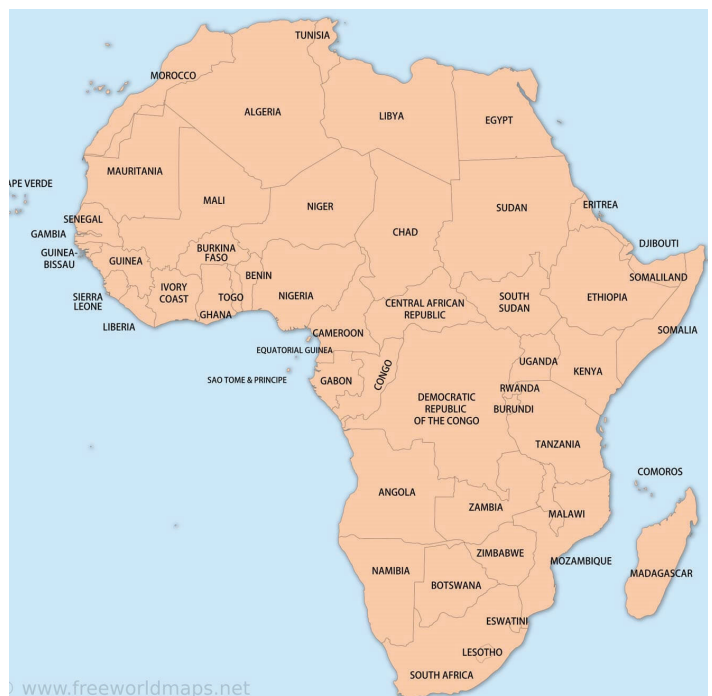 TUNISIA
MOROCCO
ALGERIA
LIBYA
EGYPT
MAURITANIA
APE VERDE
MALI
NIGER
CHAD
SUDAN
ERITREA
SENEGAL
GAMBIA
GUINEA-
BISSAU
GUINEA
BURKINA
FASO
BENIN
DJIBOUTI
SOMALILAND
SIERRA
LEONE
IVORY
COAST
TOGO
GHANA
NIGERIA
CENTRAL AFRICAN
REPUBLIC
SOUTH
SUDAN
ETHIOPIA
LIBERIA
CAMEROON
SOMALIA
EQUATORIAL GUINEA
SAO TOME & PRINCIPE
GABON
CONGO
UGANDA
KENYA
RWANDA
BURUNDI
DEMOCRATIC
REPUBLIC
OF THE CONGO
TANZANIA
COMOROS
ANGOLA
ZAMBIA
MALAWI
ZIMBABWE
MOZAMBIQUE
NAMIBIA
BOTSWANA
MADAGASCAR
ESWATINI
LESOTHO
SOUTH AFRICA
© www.freeworldmaps.net